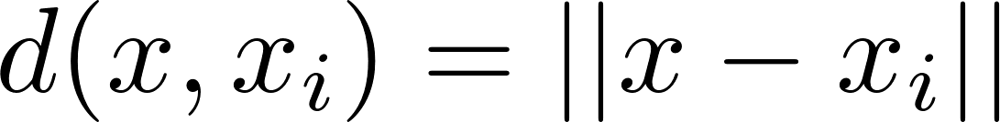 d(x, x_i) = ||x − x_i||